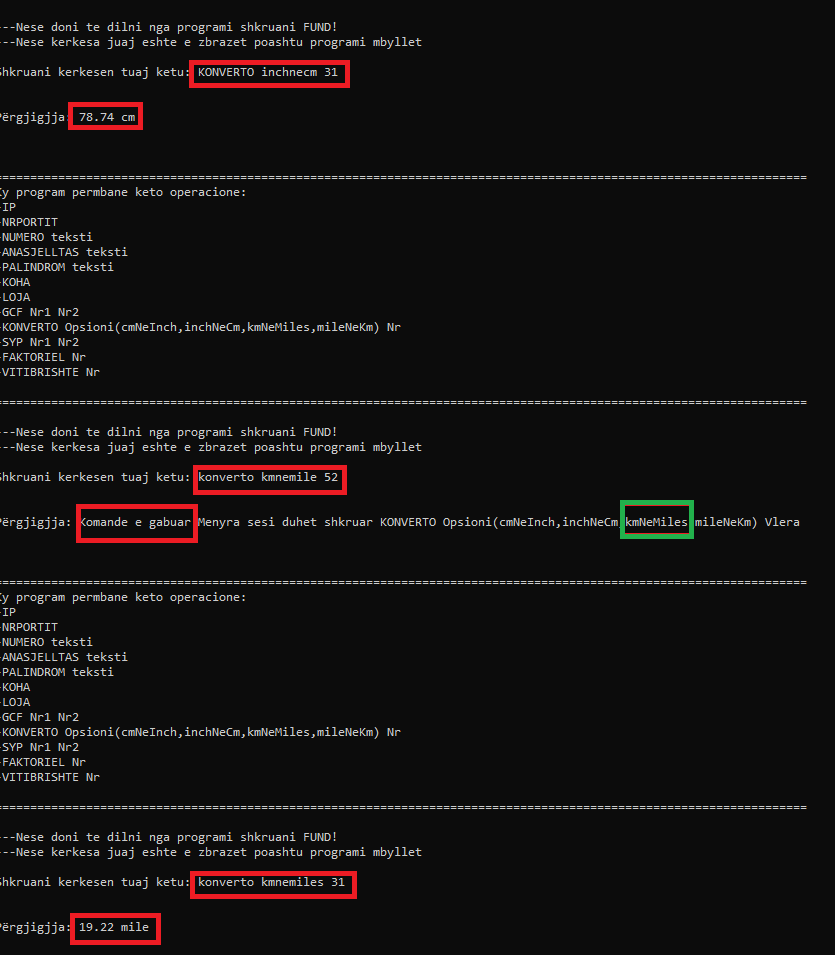 ---Nese doni te dilni nga programi shkruani FUND!
---Nese kerkesa juaj eshte e zbrazet poashtu programi mbyllet
Shkruani kerkesen tuaj ketu: KONVERTO inchnecm 31
Përgjigjja: 78.74 cm
===================================================================================================================
Ky program permbane keto operacione:
-IP
-NRPORTIT
-NUMERO teksti
-ANASJELLTAS teksti
-PALINDROM teksti
-KOHA
-LOJA
-GCF Nr1 Nr2
-KONVERTO Opsioni(cmNeInch,inchNeCm,kmNeMiles,mileNeKm) Nr
-SYP Nr1 Nr2
-FAKTORIEL Nr
-VITIBRISHTE Nr
===================================================================================================================
---Nese doni te dilni nga programi shkruani FUND!
---Nese kerkesa juaj eshte e zbrazet poashtu programi mbyllet
Shkruani kerkesen tuaj ketu: konverto kmnemile 52
Përgjigjja: Komande e gabuar Menyra sesi duhet shkruar KONVERTO Opsioni(cmNeInch,inchNeCm kmNeMiles mileNeKm) Vlera
===================================================================================================================
Ky program permbane keto operacione:
-IP
-NRPORTIT
-NUMERO teksti
-ANASJELLTAS teksti
-PALINDROM teksti
-KOHA
-LOJA
-GCF Nr1 Nr2
-KONVERTO Opsioni(cmNeInch,inchNeCm,kmNeMiles,mileNeKm) Nr
-SYP Nr1 Nr2
-FAKTORIEL Nr
-VITIBRISHTE Nr
===================================================================================================================
---Nese doni te dilni nga programi shkruani FUND!
---Nese kerkesa juaj eshte e zbrazet poashtu programi mbyllet
Shkruani kerkesen tuaj ketu: konverto kmnemiles 31
Përgjigjja: 19.22 mile